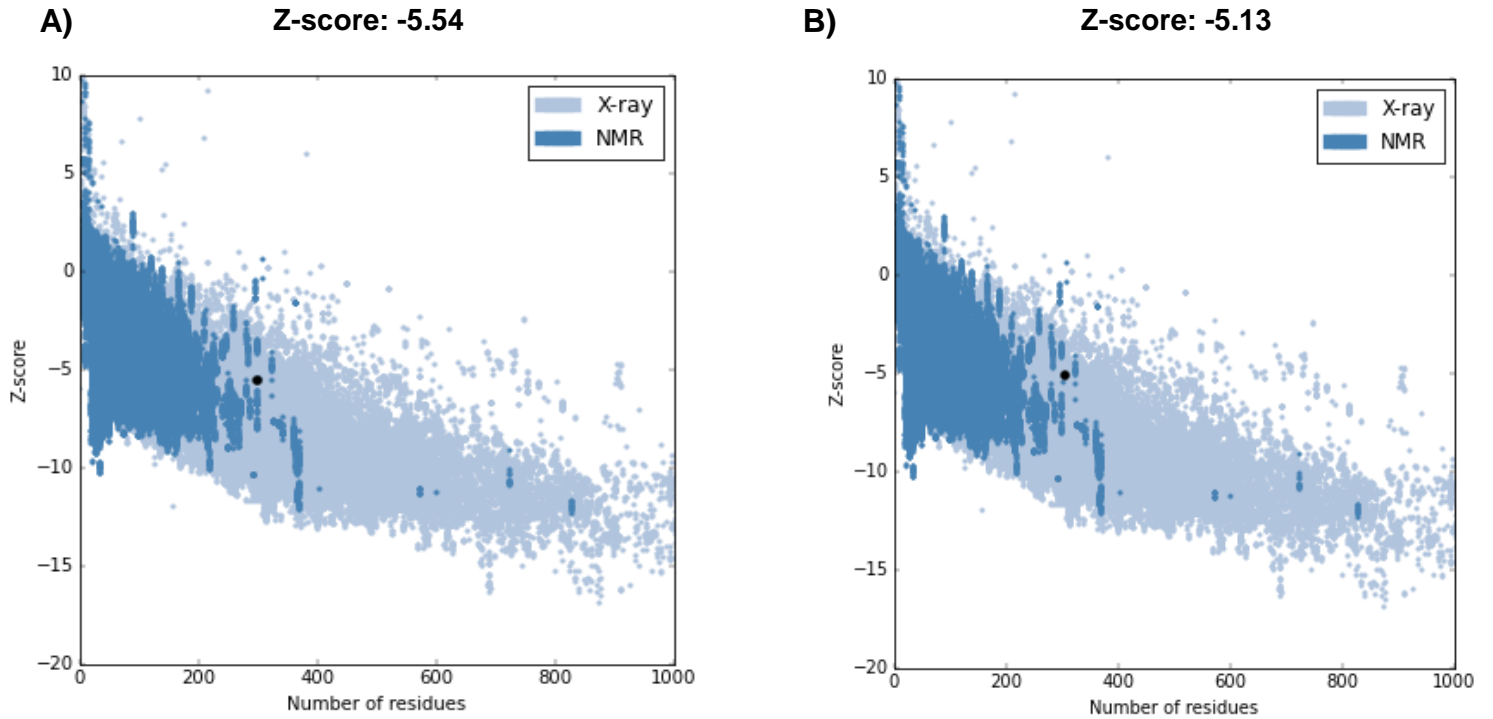 A)
Z-score: -5.54
10
5
0
−5
−10
−15
−20
Z-score
X-ray
NMR
0 200 400 600 800 1000
Number of residues
B)
Z-score: -5.13
10
5
0
−5
−10
−15
−20
Z-score
X-ray
NMR
0 200 400 600 800 1000
Number of residues